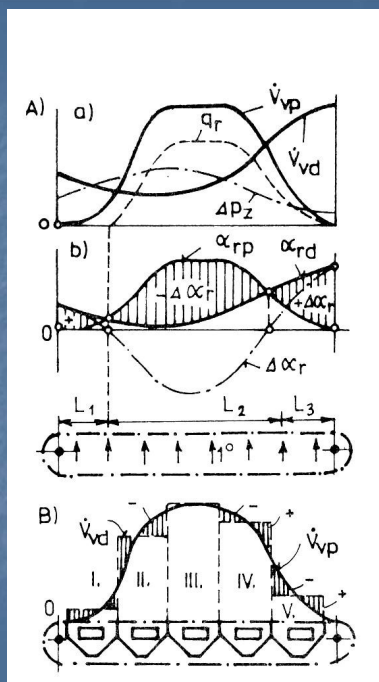 A) a) V̇vp
qr
V̇vd
Δpz
0
b) αrp αrd
-Δαr +Δαr
0 +
Δαr
L1 L2 L3
1°
B) - - +
V̇vd V̇vp
I. II. III. IV. -
+
0 V.